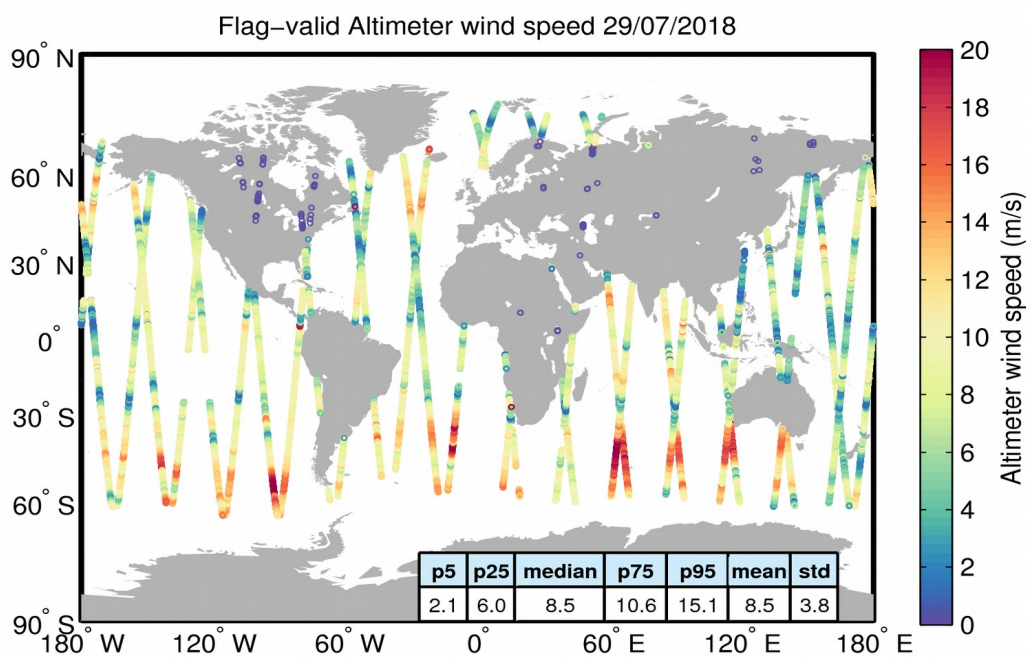 Flag−valid Altimeter wind speed 29/07/2018
90° N
60° N
30° N
0°
30° S
60° S
90° S
180° W
120° W
60° W
0°
60° E
120° E
180° E
p5 p25 median p75 p95 mean std
2.1 6.0 8.5 10.6 15.1 8.5 3.8
20
18
16
14
12
10
8
6
4
2
0
Altimeter wind speed (m/s)